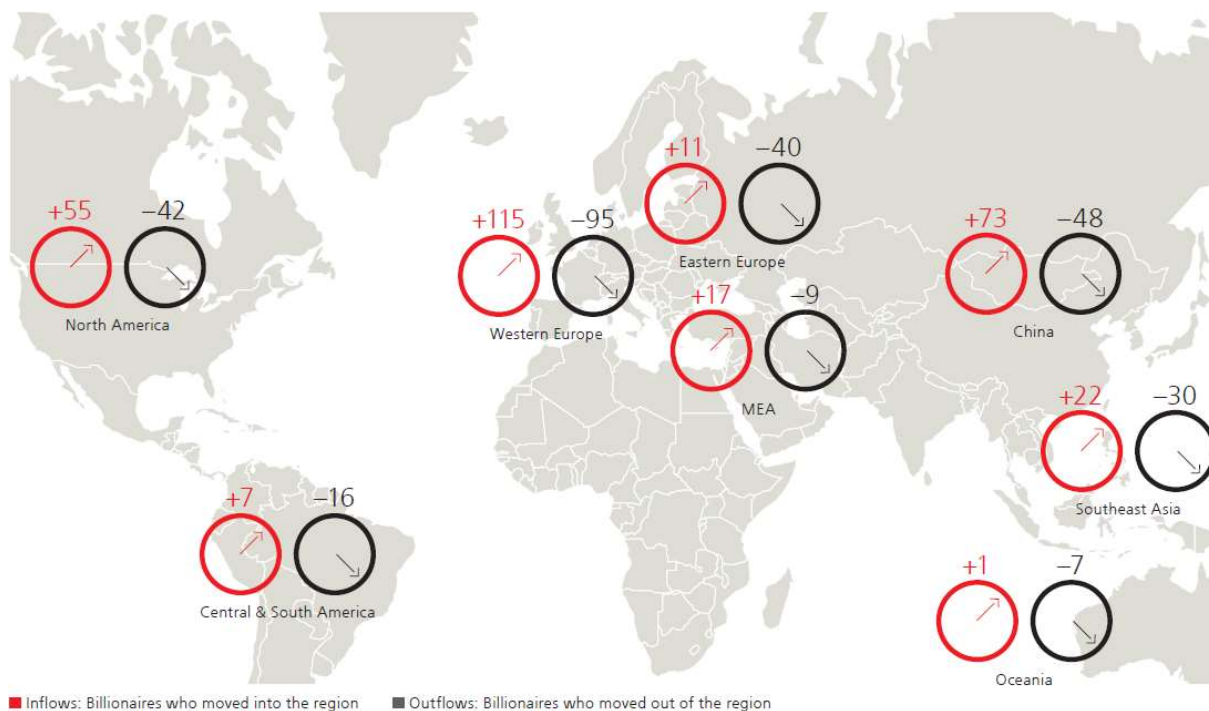 +11 −40
+55 −42
+115 −95
+73 −48
Eastern Europe
+17 −9
North America
Western Europe
China
MEA
+22 −30
+7 −16
Southeast Asia
+1 −7
Central & South America
Oceania
Inflows: Billionaires who moved into the region Outflows: Billionaires who moved out of the region